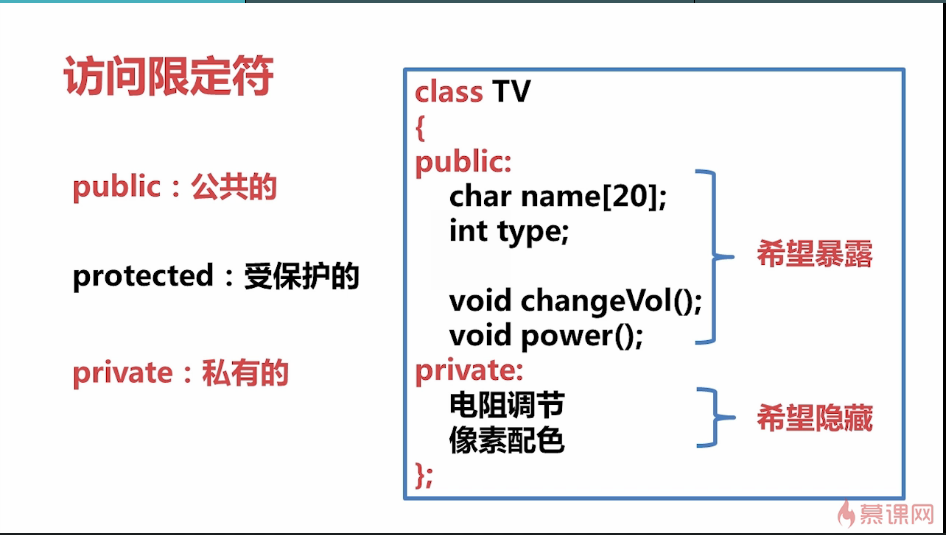 访问限定符
public：公共的
protected：受保护的
private：私有的
class TV
{
public:
char name[20];
int type;
void changeVol();
void power();
希望暴露
private:
电阻调节
像素配色
希望隐藏
};
慕课网